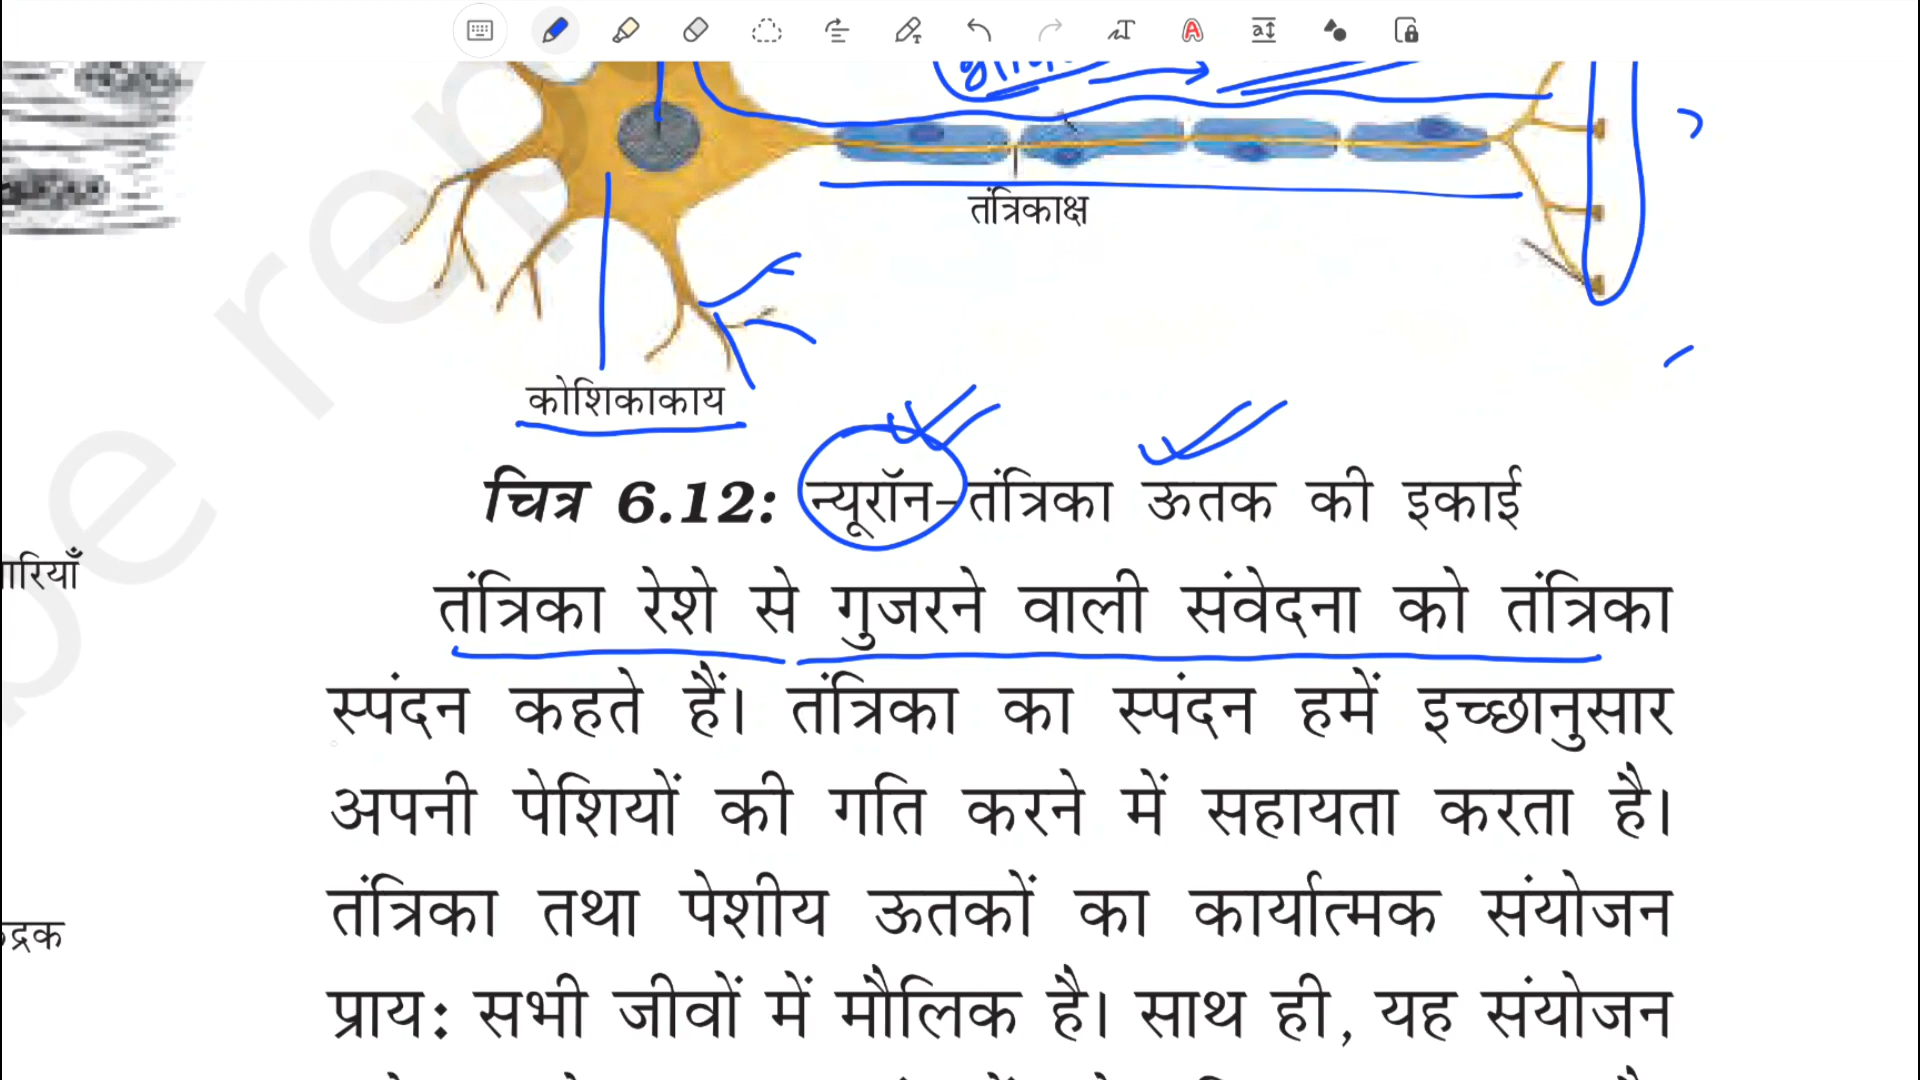 तंत्रिकाक्ष
कोशिकाकाय
चित्र 6.12: न्यूरॉन-तंत्रिका ऊतक की इकाई
तंत्रिका रेशे से गुजरने वाली संवेदना को तंत्रिका
स्पंदन कहते हैं। तंत्रिका का स्पंदन हमें इच्छानुसार
अपनी पेशियों की गति करने में सहायता करता है।
तंत्रिका तथा पेशीय ऊतकों का कार्यात्मक संयोजन
प्राय: सभी जीवों में मौलिक है। साथ ही, यह संयोजन